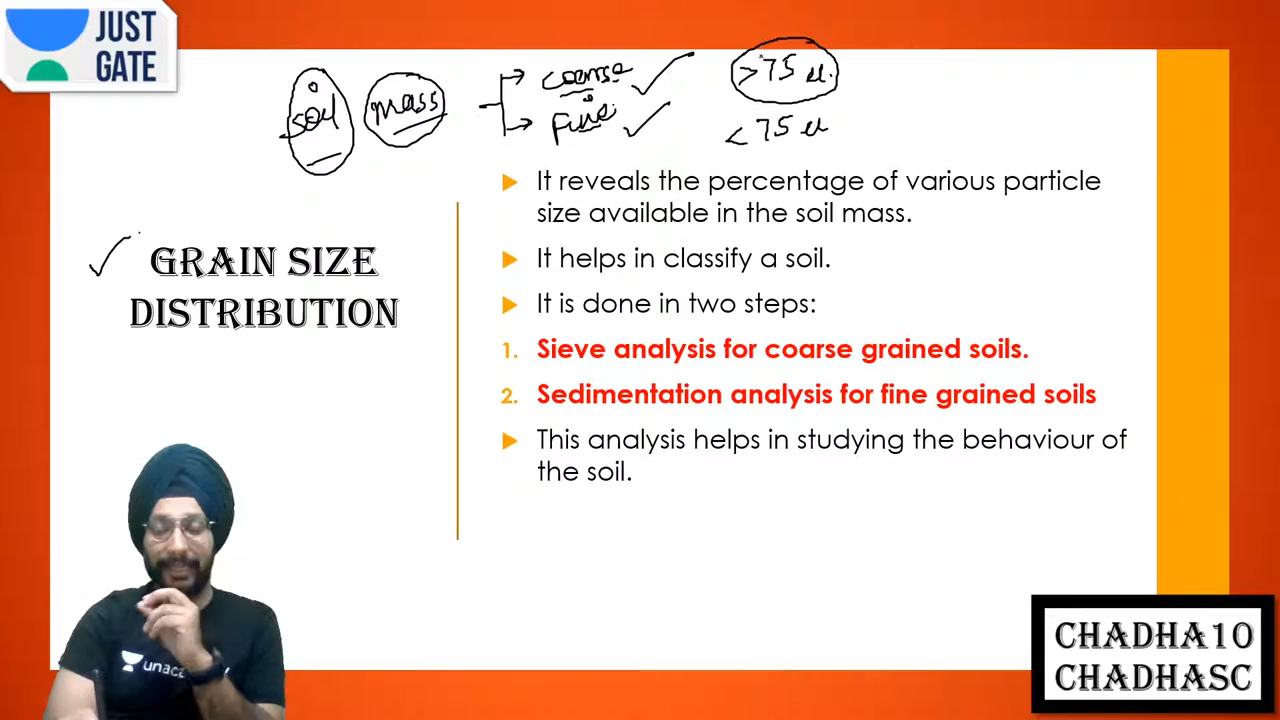 JUST
GATE
soil mass
coarse >75 µ.
Fine <75 µ
It reveals the percentage of various particle
size available in the soil mass.
GRAIN SIZE
DISTRIBUTION
It helps in classify a soil.
It is done in two steps:
1. Sieve analysis for coarse grained soils.
2. Sedimentation analysis for fine grained soils
This analysis helps in studying the behaviour of
the soil.
CHADHA10
CHADHASC